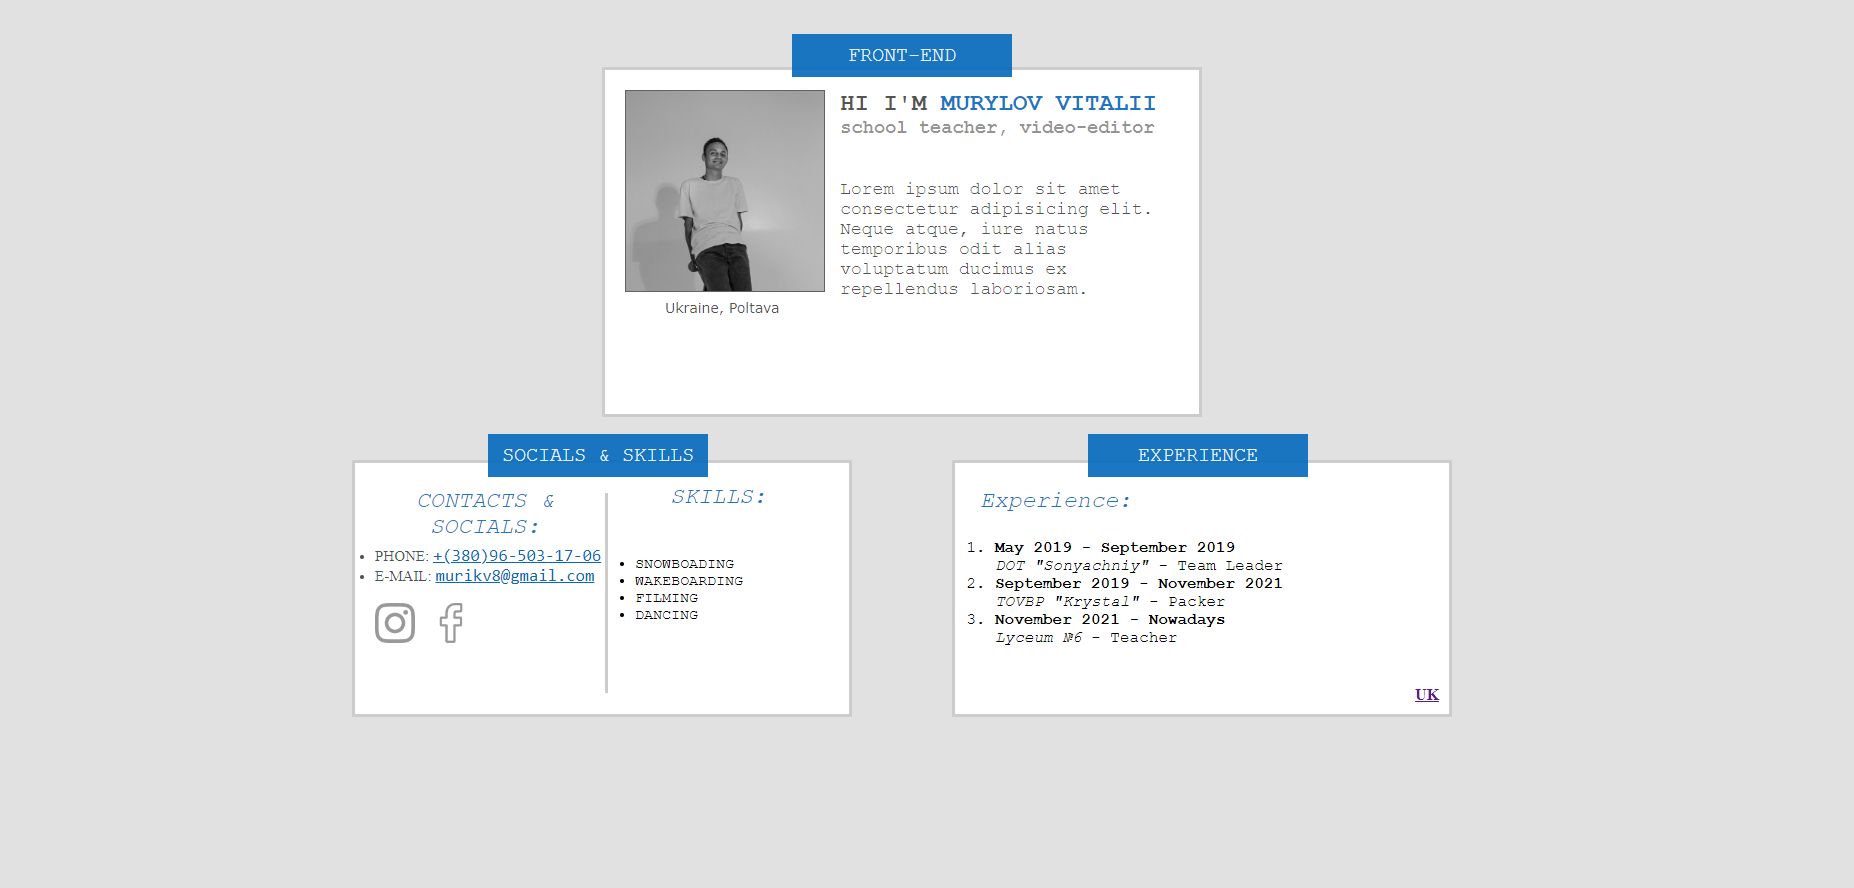 FRONT-END
HI I'M MURYLOV VITALII
school teacher, video-editor
Lorem ipsum dolor sit amet
consectetur adipisicing elit.
Neque atque, iure natus
temporibus odit alias
voluptatum ducimus ex
repellendus laboriosam.
Ukraine, Poltava
SOCIALS & SKILLS
CONTACTS &
SOCIALS:
• PHONE: +(380)96-503-17-06
• E-MAIL: murikv8@gmail.com
SKILLS:
• SNOWBOADING
• WAKEBOARDING
• FILMING
• DANCING
EXPERIENCE
Experience:
1. May 2019 - September 2019
DOT "Sonyachniy" - Team Leader
2. September 2019 - November 2021
TOVBP "Krystal" - Packer
3. November 2021 - Nowadays
Lyceum №6 - Teacher
UK